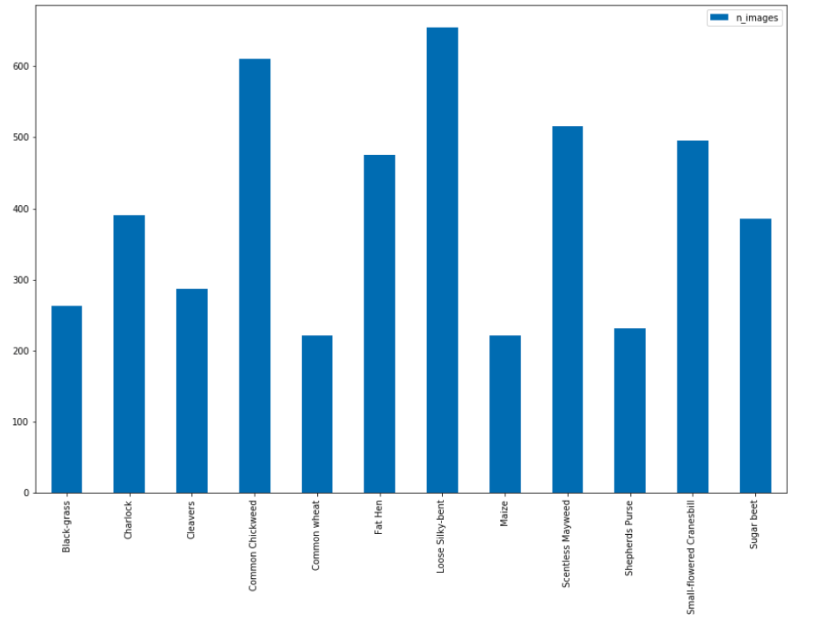 n_images
600
500
400
300
200
100
0
Black-grass
Charlock
Cleavers
Common Chickweed
Common wheat
Fat Hen
Loose Silky-bent
Maize
Scentless Mayweed
Shepherds Purse
Small-flowered Cranesbill
Sugar beet